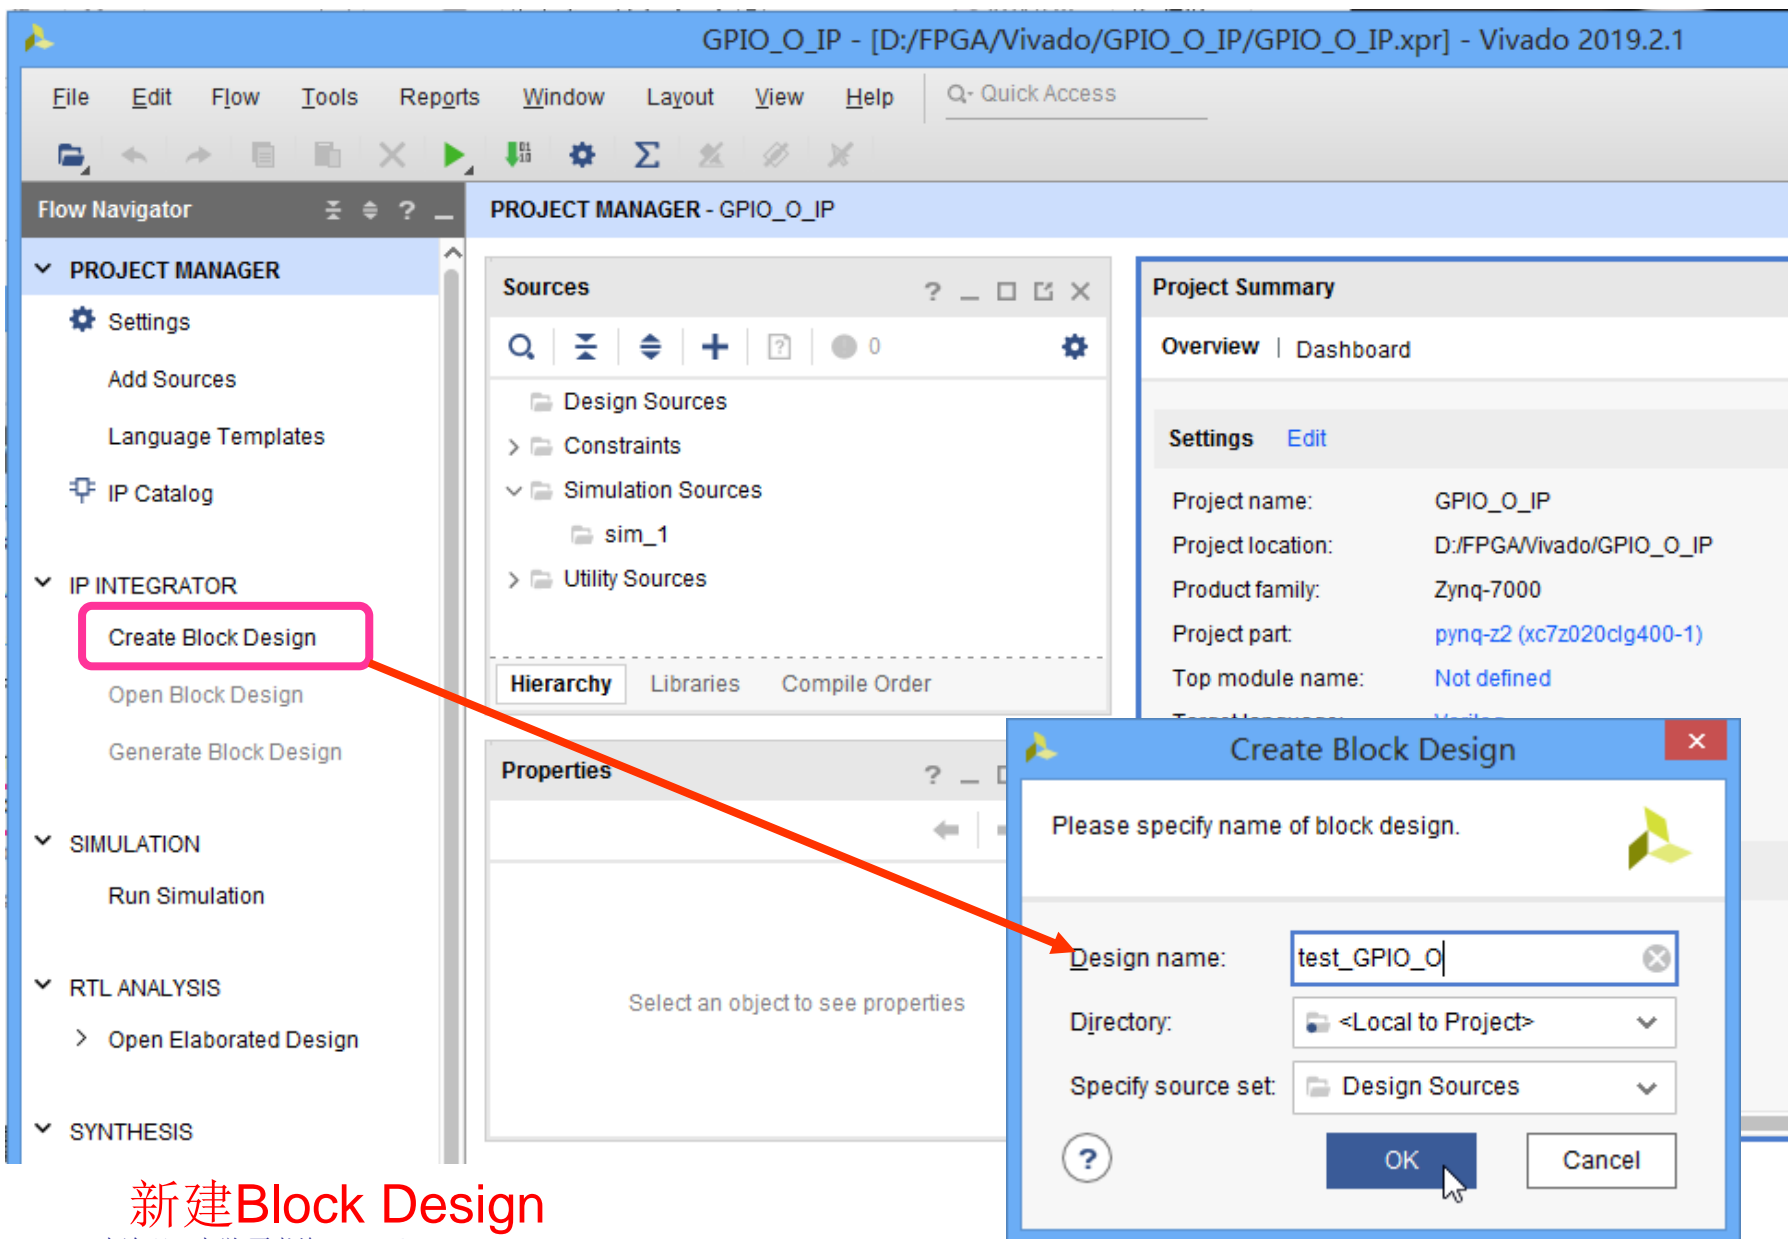 GPIO_O_IP - [D:/FPGA/Vivado/GPIO_O_IP/GPIO_O_IP.xpr] - Vivado 2019.2.1
File Edit Flow Tools Reports Window Layout View Help Q- Quick Access
Flow Navigator
PROJECT MANAGER
Settings
Add Sources
Language Templates
IP Catalog
IP INTEGRATOR
Create Block Design
Open Block Design
Generate Block Design
SIMULATION
Run Simulation
RTL ANALYSIS
Open Elaborated Design
SYNTHESIS
PROJECT MANAGER - GPIO_O_IP
Sources
0
Design Sources
Constraints
Simulation Sources
sim_1
Utility Sources
Hierarchy Libraries Compile Order
Properties
Select an object to see properties
Project Summary
Overview | Dashboard
Settings Edit
Project name: GPIO_O_IP
Project location: D:/FPGA/Vivado/GPIO_O_IP
Product family: Zynq-7000
Project part: pynq-z2 (xc7z020clg400-1)
Top module name: Not defined
Create Block Design
Please specify name of block design.
Design name: test_GPIO_O
Directory: <Local to Project>
Specify source set: Design Sources
? OK Cancel
新建Block Design